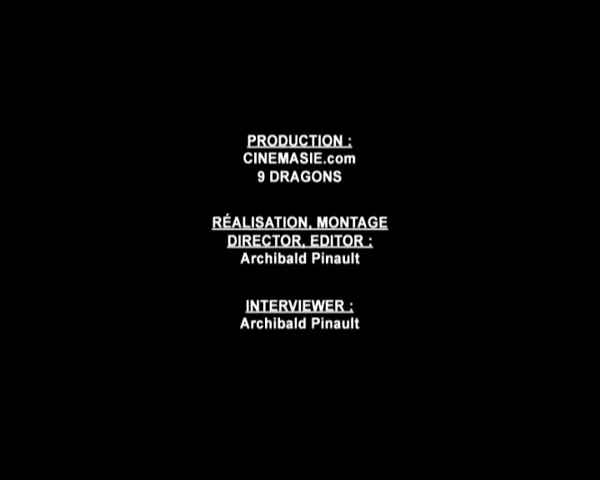 PRODUCTION :
CINEMASIE.com
9 DRAGONS
RÉALISATION, MONTAGE
DIRECTOR, EDITOR :
Archibald Pinault
INTERVIEWER :
Archibald Pinault